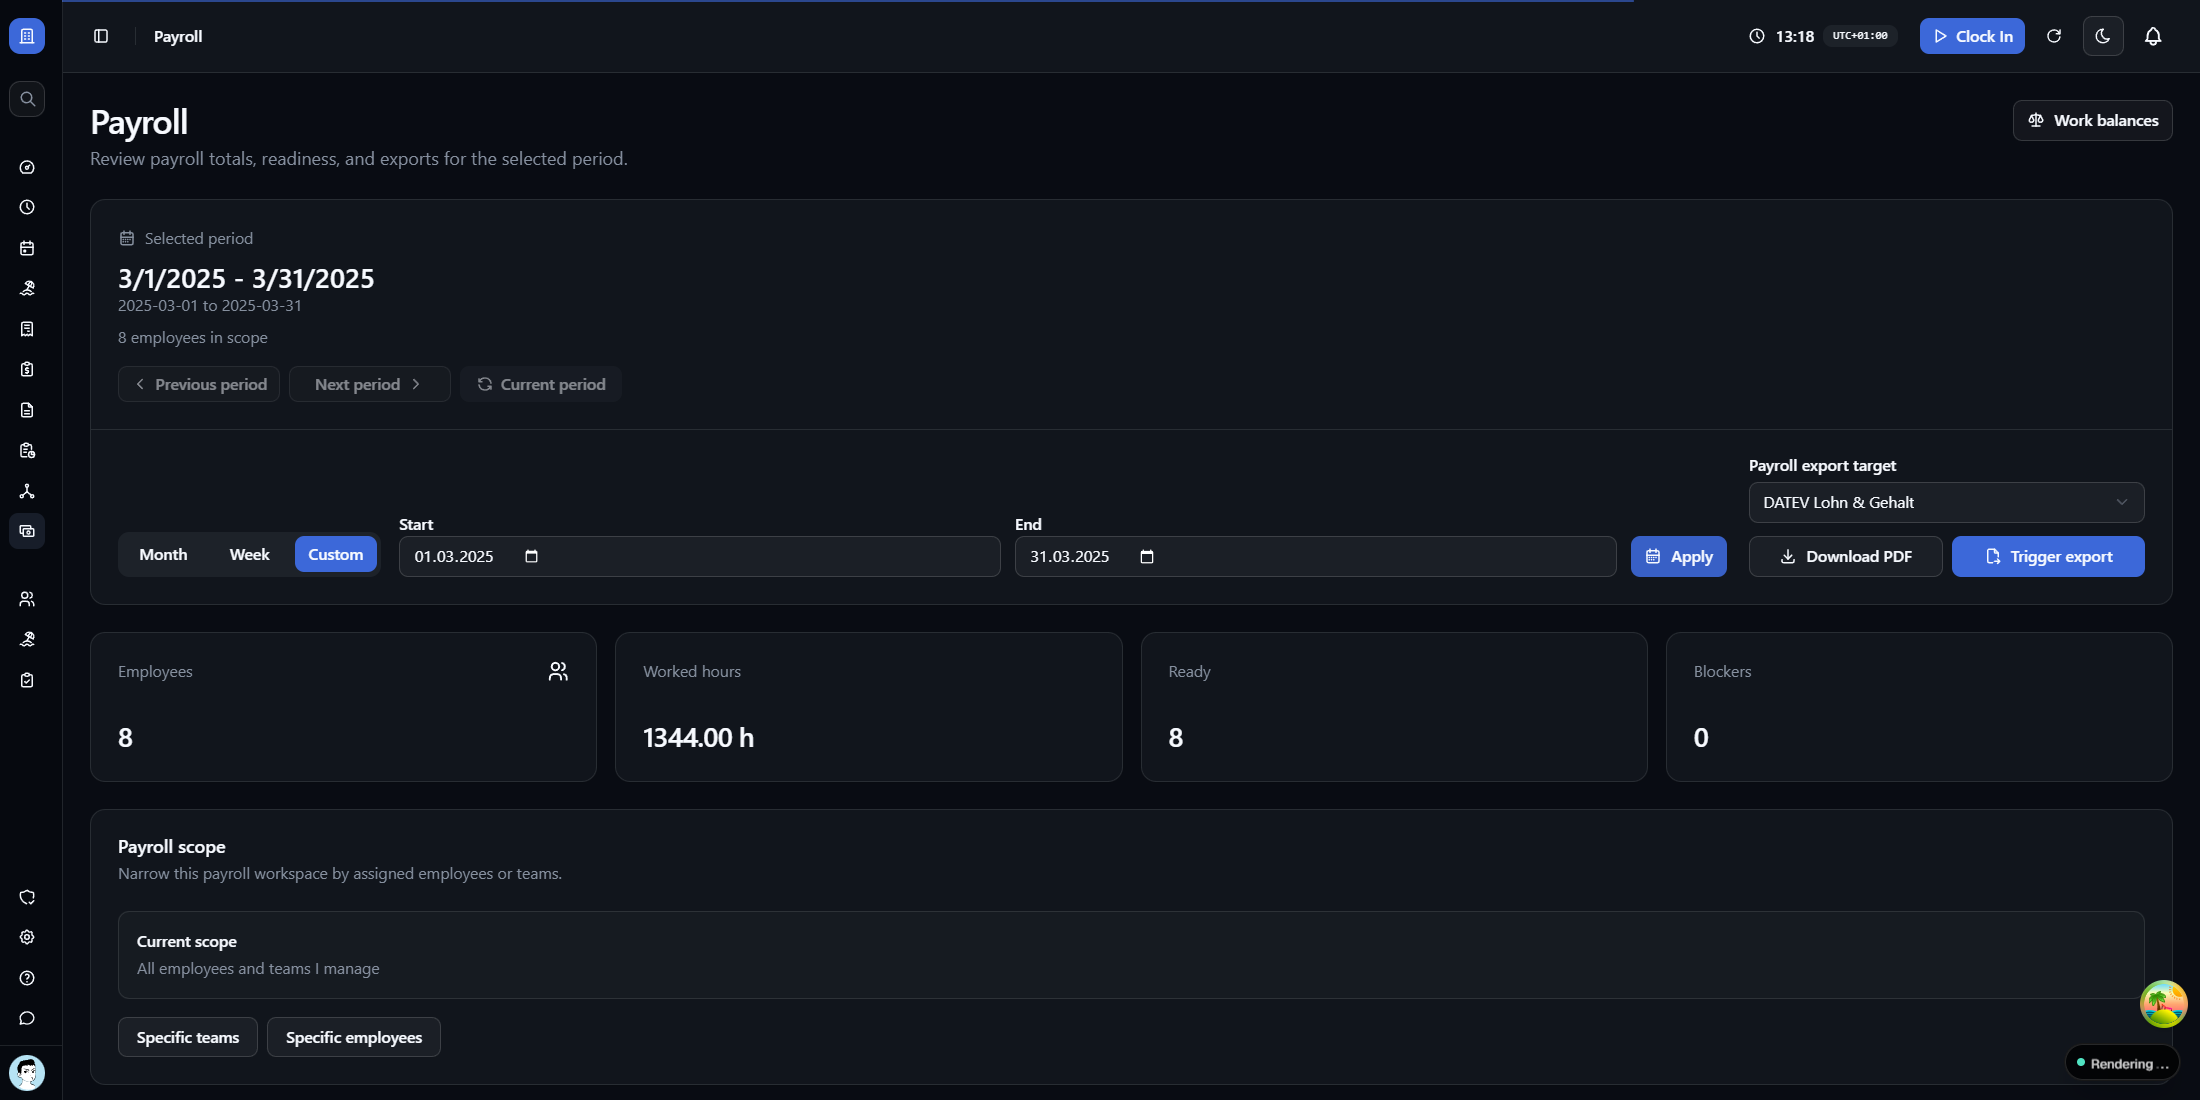 Payroll
13:18
UTC+01:00
Clock In
Payroll
Review payroll totals, readiness, and exports for the selected period.
Work balances
Selected period
3/1/2025 - 3/31/2025
2025-03-01 to 2025-03-31
8 employees in scope
Previous period
Next period
Current period
Month
Week
Custom
Start
01.03.2025
End
31.03.2025
Apply
Payroll export target
DATEV Lohn & Gehalt
Download PDF
Trigger export
Employees
8
Worked hours
1344.00 h
Ready
8
Blockers
0
Payroll scope
Narrow this payroll workspace by assigned employees or teams.
Current scope
All employees and teams I manage
Specific teams
Specific employees
Rendering ...